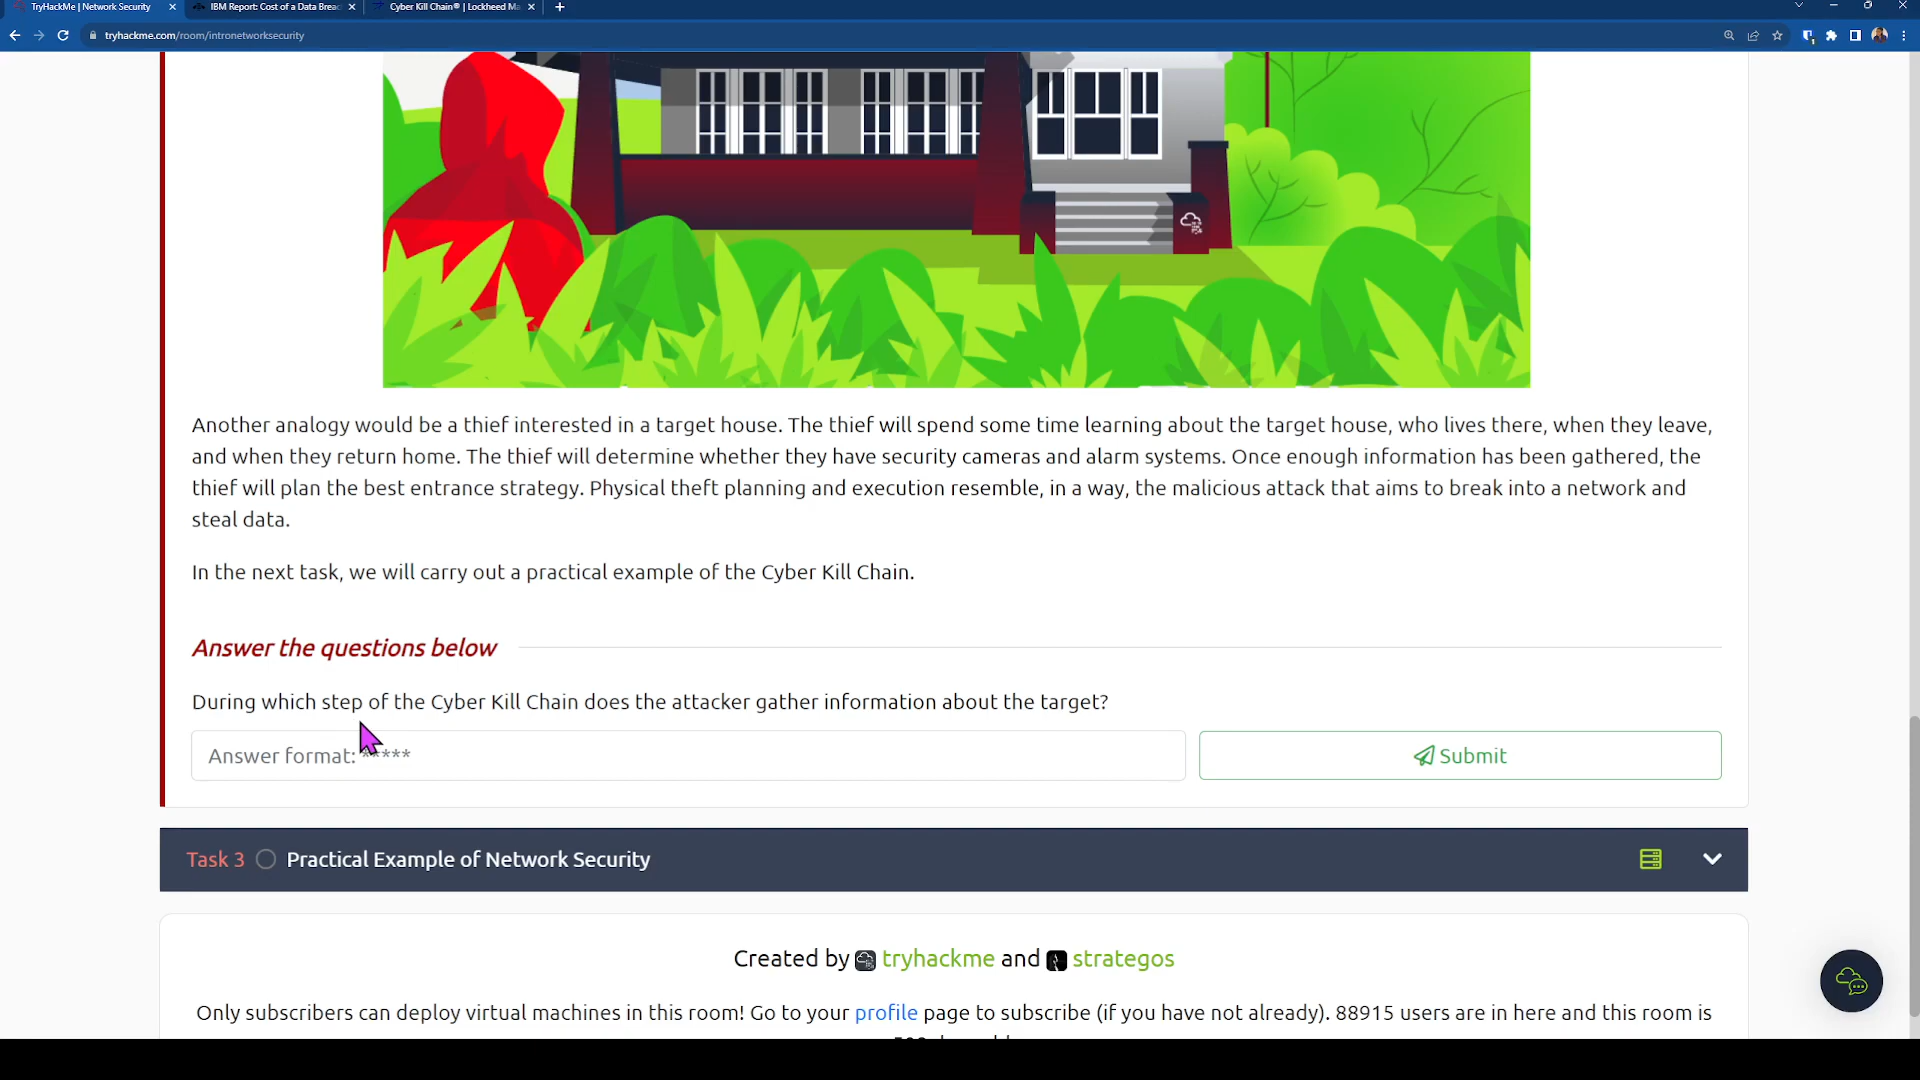 TryHackMe | Network Security
IBM Report: Cost of a Data Breac
Cyber Kill Chain® | Lockheed Ma
tryhackme.com/room/intronetworksecurity
Another analogy would be a thief interested in a target house. The thief will spend some time learning about the target house, who lives there, when they leave,
and when they return home. The thief will determine whether they have security cameras and alarm systems. Once enough information has been gathered, the
thief will plan the best entrance strategy. Physical theft planning and execution resemble, in a way, the malicious attack that aims to break into a network and
steal data.
In the next task, we will carry out a practical example of the Cyber Kill Chain.
Answer the questions below
During which step of the Cyber Kill Chain does the attacker gather information about the target?
Answer format: *****
Submit
Task 3 Practical Example of Network Security
Created by tryhackme and strategos
Only subscribers can deploy virtual machines in this room! Go to your profile page to subscribe (if you have not already). 88915 users are in here and this room is